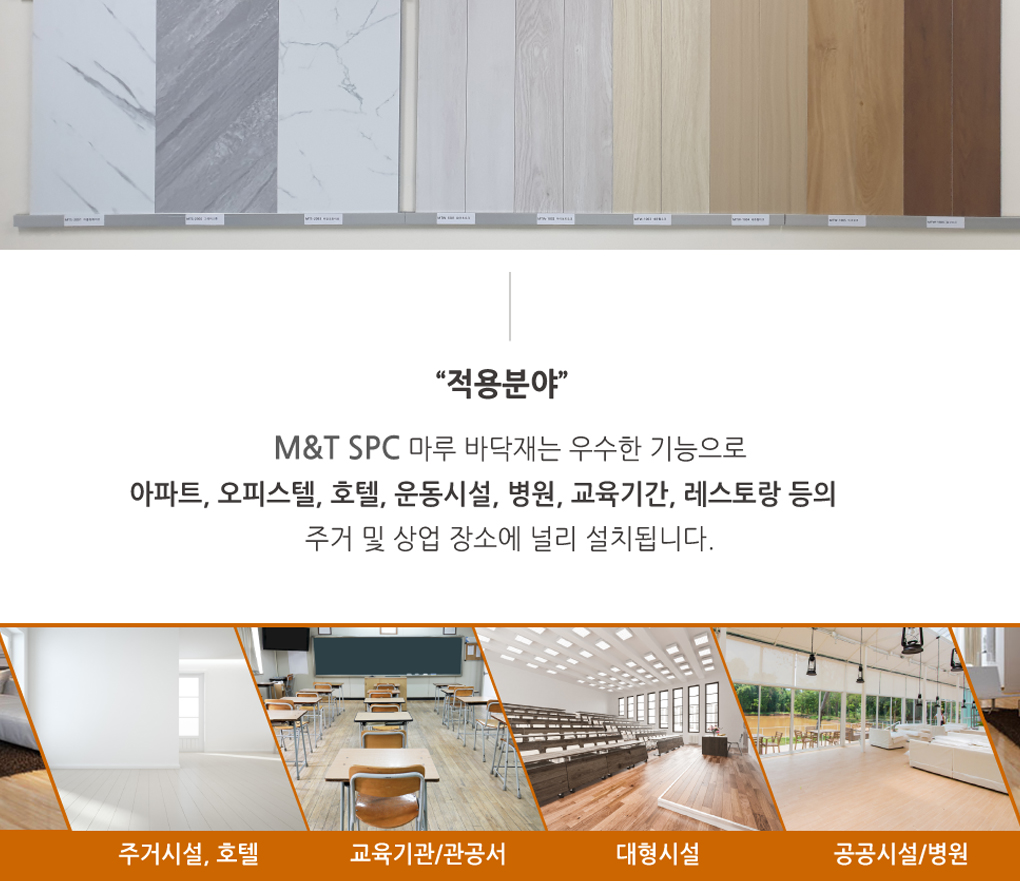 “적용분야”
M&T SPC 마루 바닥재는 우수한 기능으로
아파트, 오피스텔, 호텔, 운동시설, 병원, 교육기간, 레스토랑 등의
주거 및 상업 장소에 널리 설치됩니다.
주거시설, 호텔
교육기관/관공서
대형시설
공공시설/병원